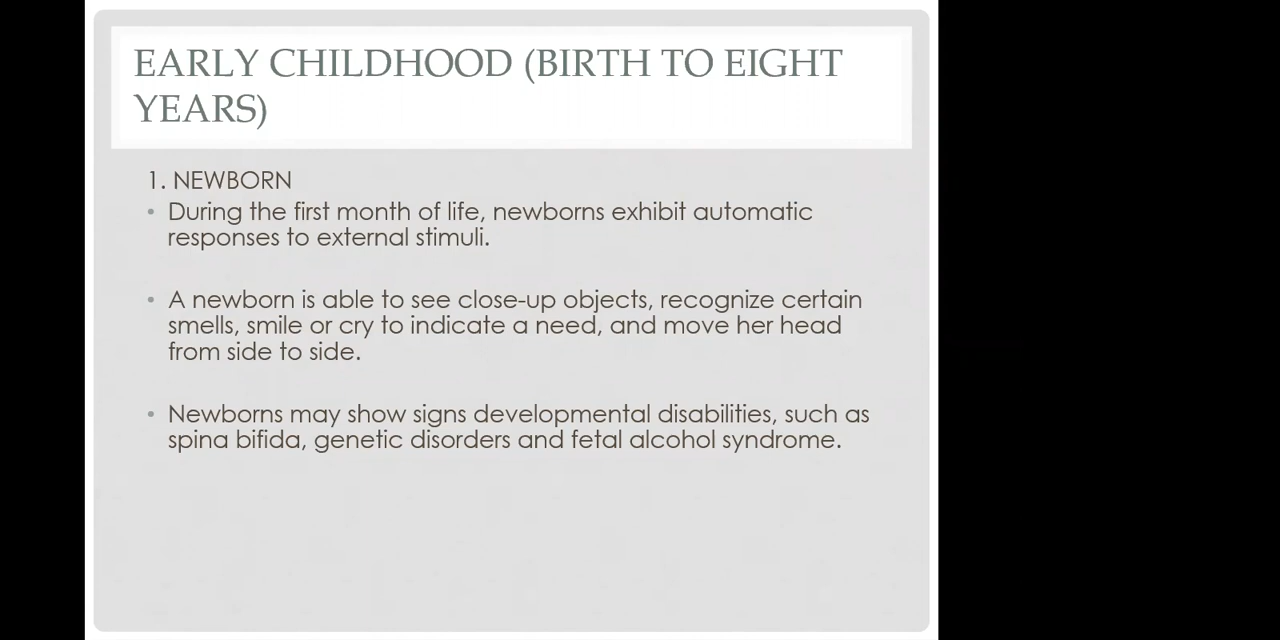 EARLY CHILDHOOD (BIRTH TO EIGHT
YEARS)
1. NEWBORN
• During the first month of life, newborns exhibit automatic
responses to external stimuli.
• A newborn is able to see close-up objects, recognize certain
smells, smile or cry to indicate a need, and move her head
from side to side.
• Newborns may show signs developmental disabilities, such as
spina bifida, genetic disorders and fetal alcohol syndrome.